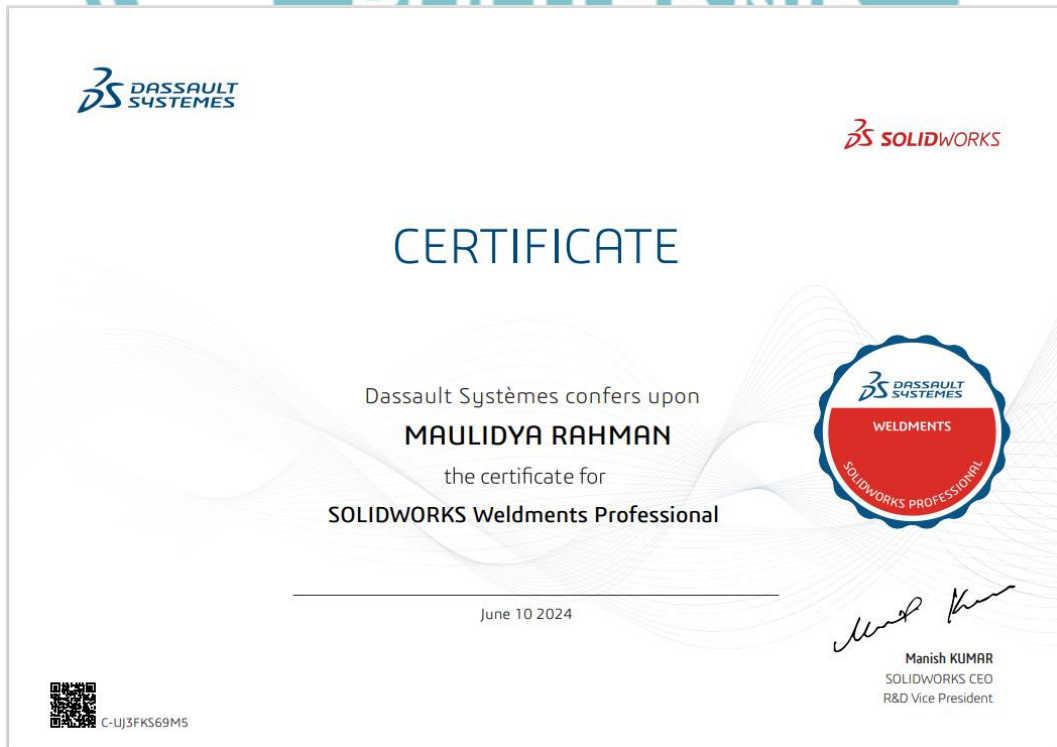 DASSAULT
SYSTEMES
SOLIDWORKS
CERTIFICATE
Dassault Systèmes confers upon
MAULIDYA RAHMAN
the certificate for
SOLIDWORKS Weldments Professional
June 10 2024
DASSAULT
SYSTEMES
WELDMENTS
SOLIDWORKS PROFESSIONAL
Manish KUMAR
SOLIDWORKS CEO
R&D Vice President
C-UJ3FKS69M5